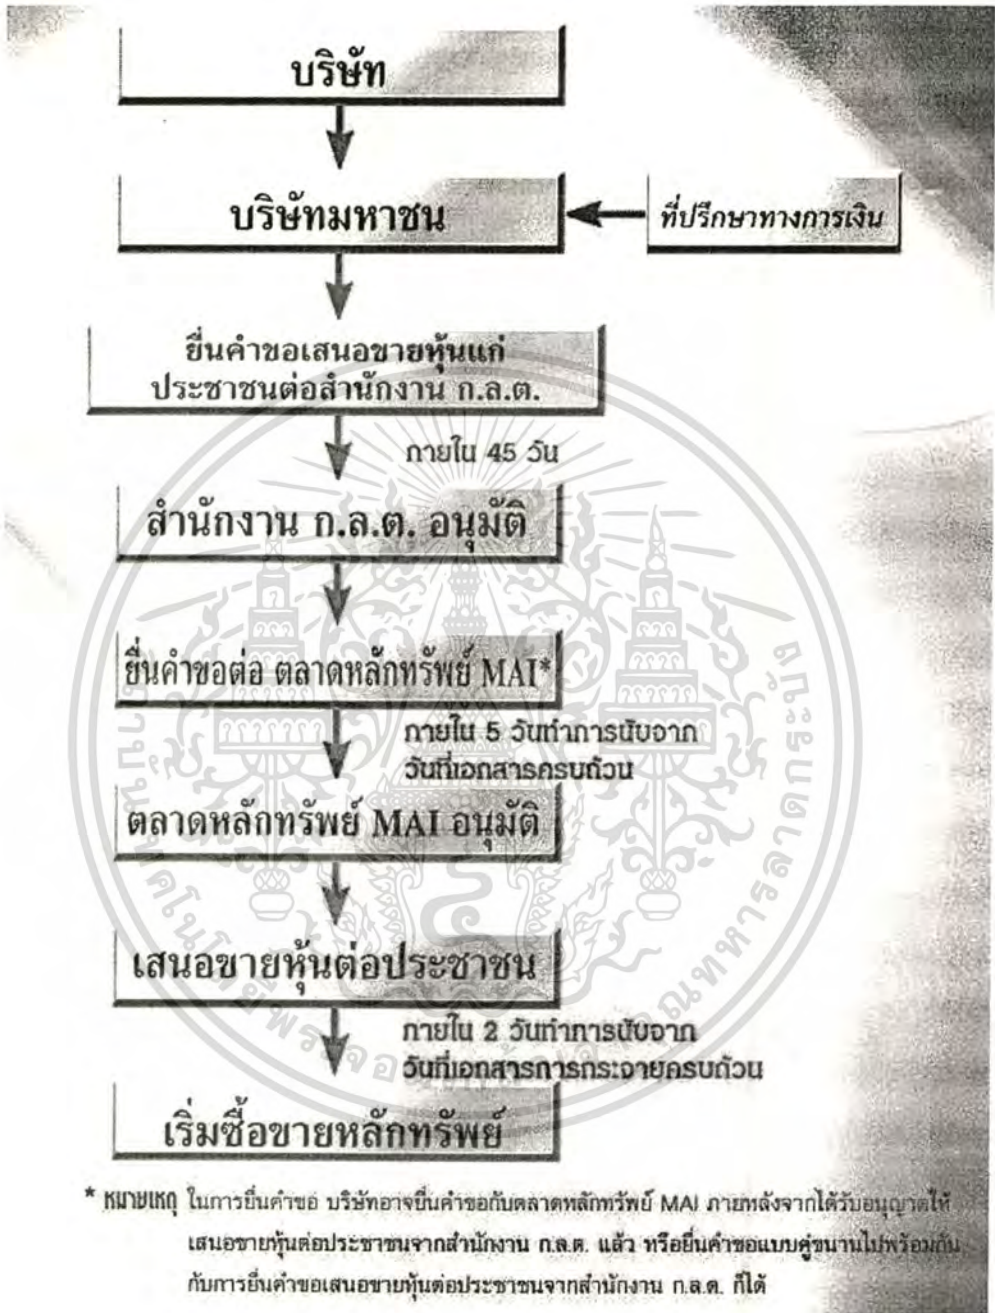 บริษัท
บริษัทมหาชน
ที่ปรึกษาทางการเงิน
ยื่นคำขอเสนอขายหุ้นแก่
ประชาชนต่อสำนักงาน ก.ล.ต.
ภายใน 45 วัน
สำนักงาน ก.ล.ต. อนุมัติ
ยื่นคำขอต่อ ตลาดหลักทรัพย์ MAI*
ภายใน 5 วันทำการนับจาก
วันที่เอกสารครบถ้วน
ตลาดหลักทรัพย์ MAI อนุมัติ
เสนอขายหุ้นต่อประชาชน
ภายใน 2 วันทำการนับจาก
วันที่เอกสารการกระจายครบถ้วน
เริ่มซื้อขายหลักทรัพย์
* หมายเหตุ ในการยื่นคำขอ บริษัทอาจยื่นคำขอกับตลาดหลักทรัพย์ MAI ภายหลังจากได้รับอนุญาตให้
เสนอขายหุ้นต่อประชาชนจากสำนักงาน ก.ล.ต. แล้ว หรือยื่นคำขอแบบคู่ขนานไปพร้อมกัน
กับการยื่นคำขอเสนอขายหุ้นต่อประชาชนจากสำนักงาน ก.ล.ต. ก็ได้